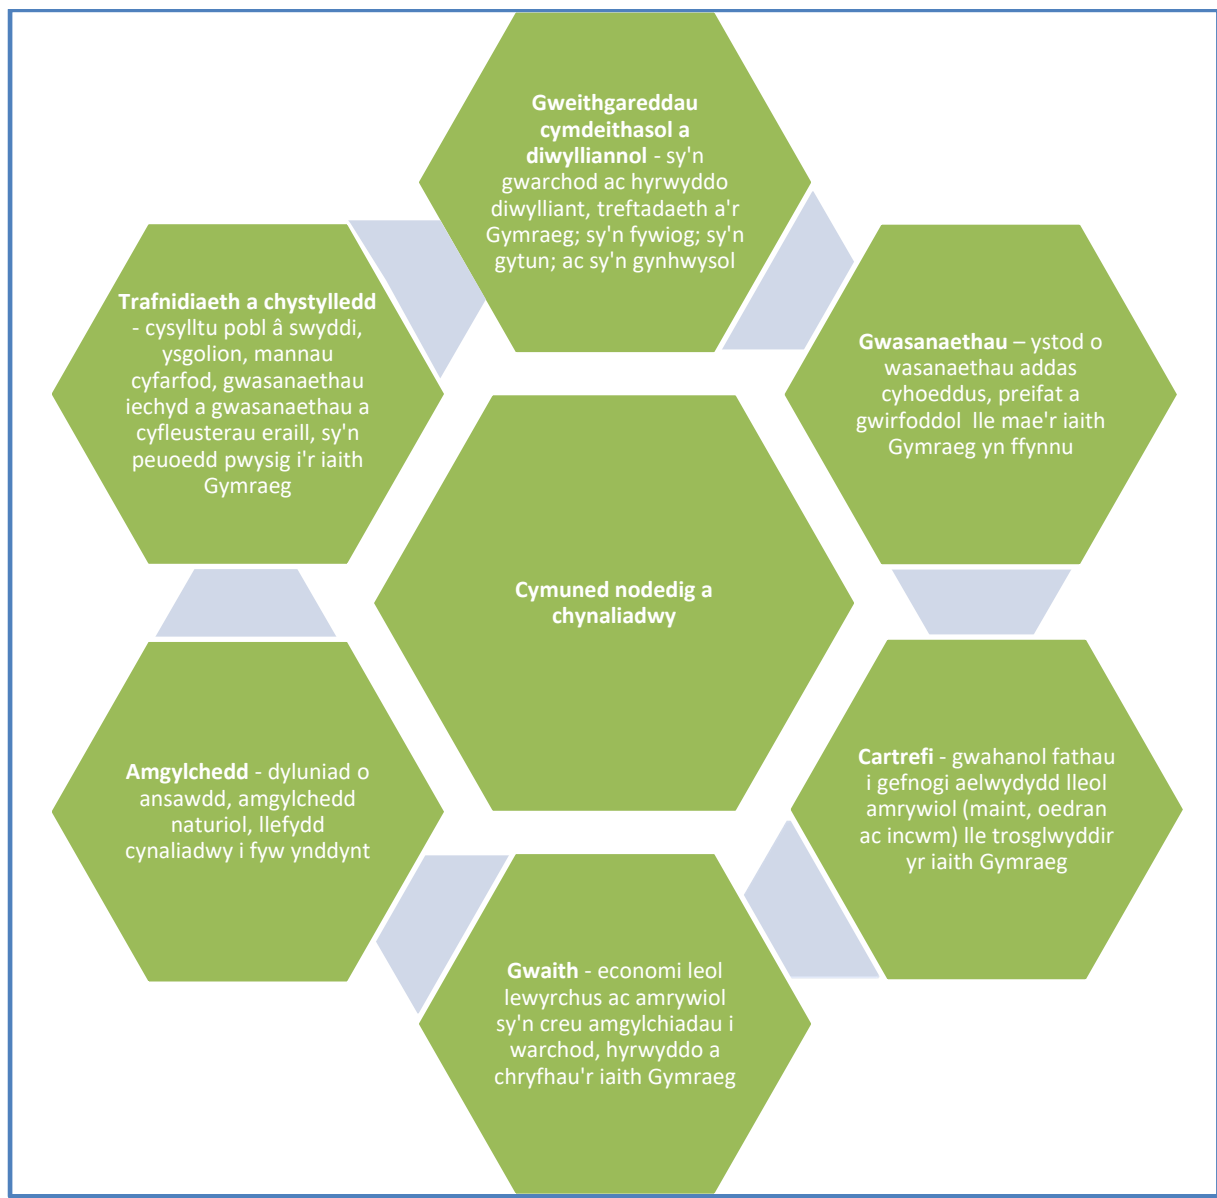 Gweithgareddau
cymdeithasol a
diwylliannol - sy'n
gwarchod ac hyrwyddo
diwylliant, treftadaeth a'r
Gymraeg; sy'n fywiog; sy'n
gytun; ac sy'n gynhwysol
Gwasanaethau – ystod o
wasanaethau addas
cyhoeddus, preifat a
gwirfoddol lle mae'r iaith
Gymraeg yn ffynnu
Cartrefi - gwahanol fathau
i gefnogi aelwydydd lleol
amrywiol (maint, oedran
ac incwm) lle trosglwyddir
yr iaith Gymraeg
Gwaith - economi leol
lewyrchus ac amrywiol
sy'n creu amgylchiadau i
warchod, hyrwyddo a
chryfhau'r iaith Gymraeg
Amgylchedd - dyluniad o
ansawdd, amgylchedd
naturiol, llefydd
cynaliadwy i fyw ynddynt
Trafnidiaeth a chystylledd
- cysylltu pobl â swyddi,
ysgolion, mannau
cyfarfod, gwasanaethau
iechyd a gwasanaethau a
cyfleusterau eraill, sy'n
peuoedd pwysig i'r iaith
Gymraeg
Cymuned nodedig a
chynaliadwy